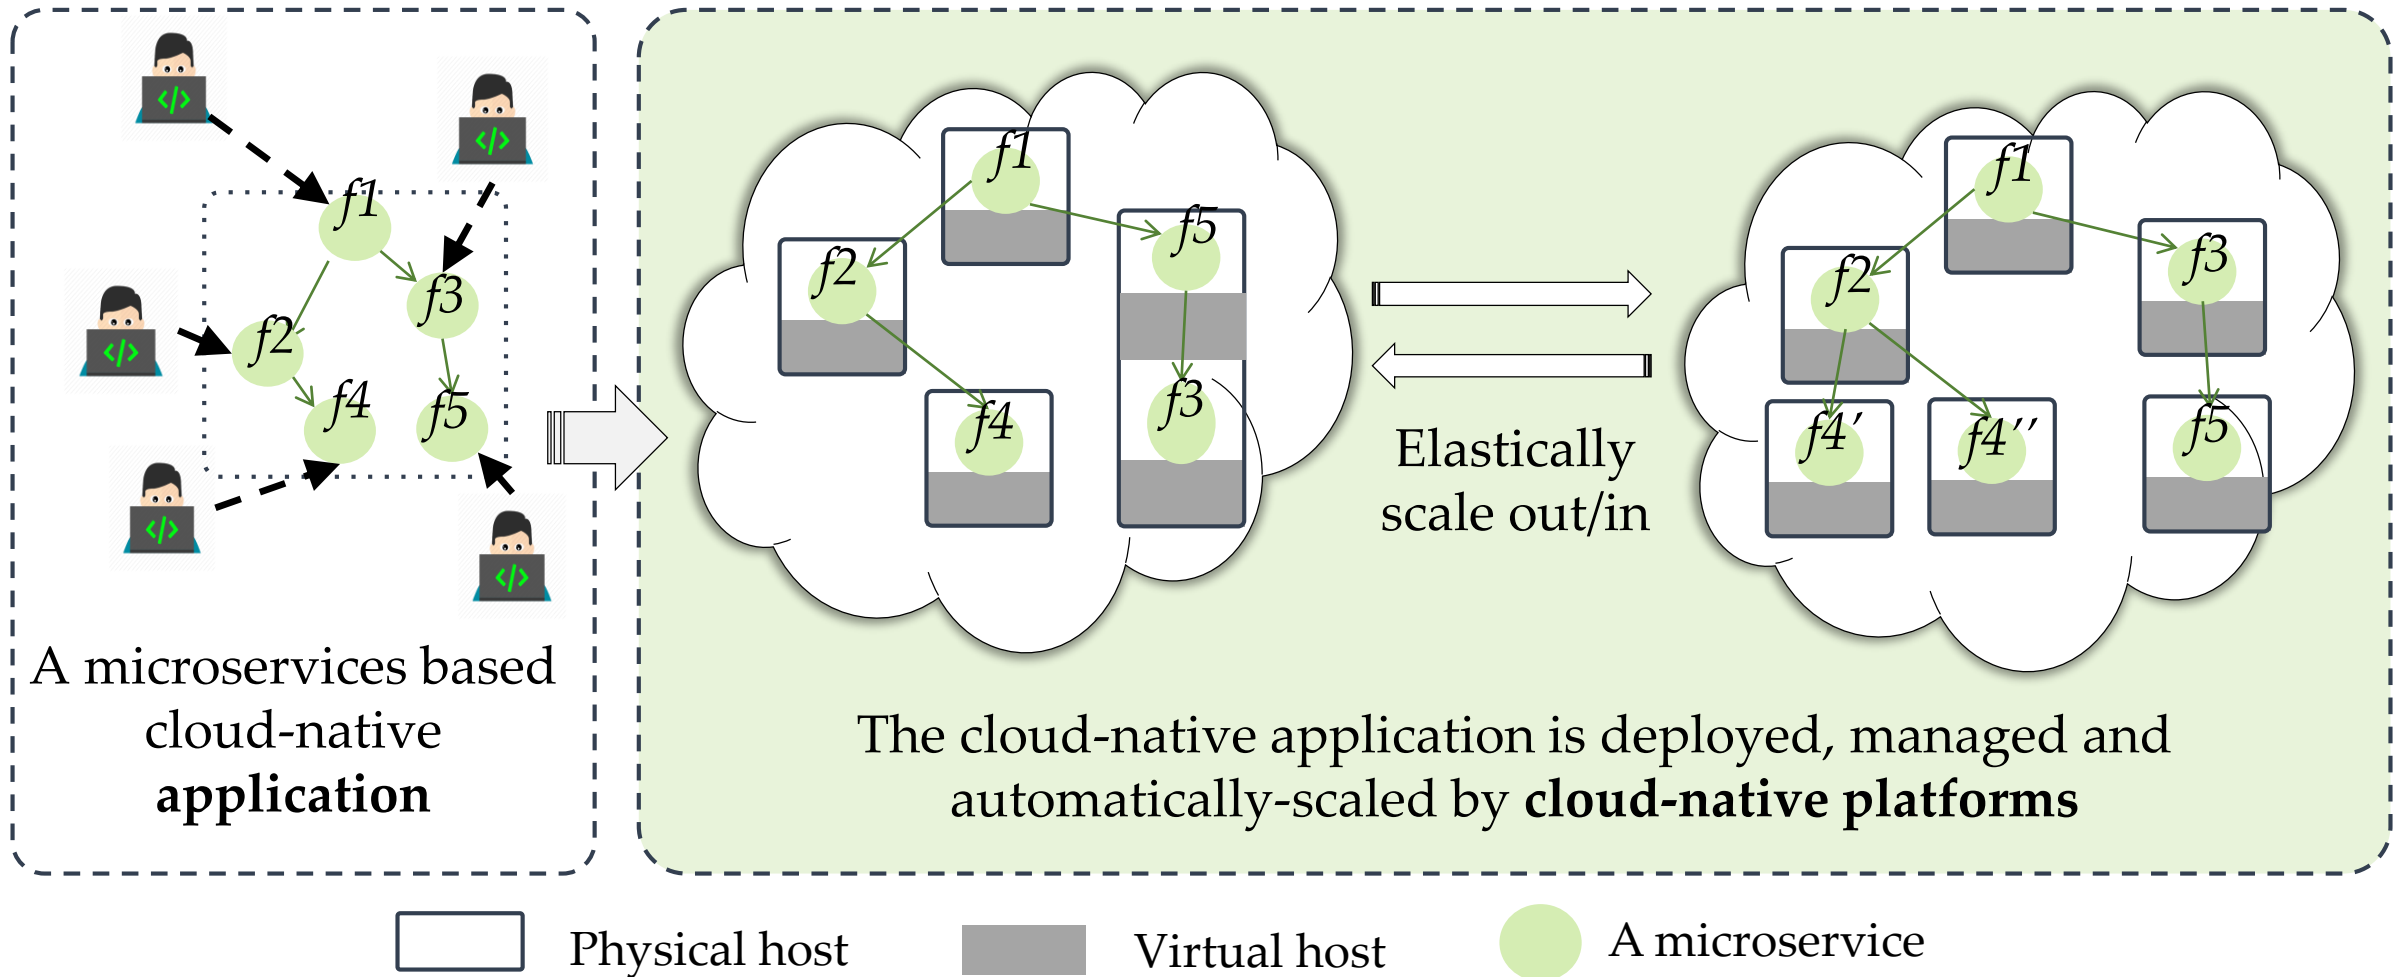 </>
</>
f1
f3
</>
f2
f4
f5
</>
</>
A microservices based
cloud-native
application
f1
f5
f2
f3
f4
Elastically
scale out/in
f1
f3
f2
f4′
f4′′
f5
The cloud-native application is deployed, managed and
automatically-scaled by cloud-native platforms
Physical host
Virtual host
A microservice